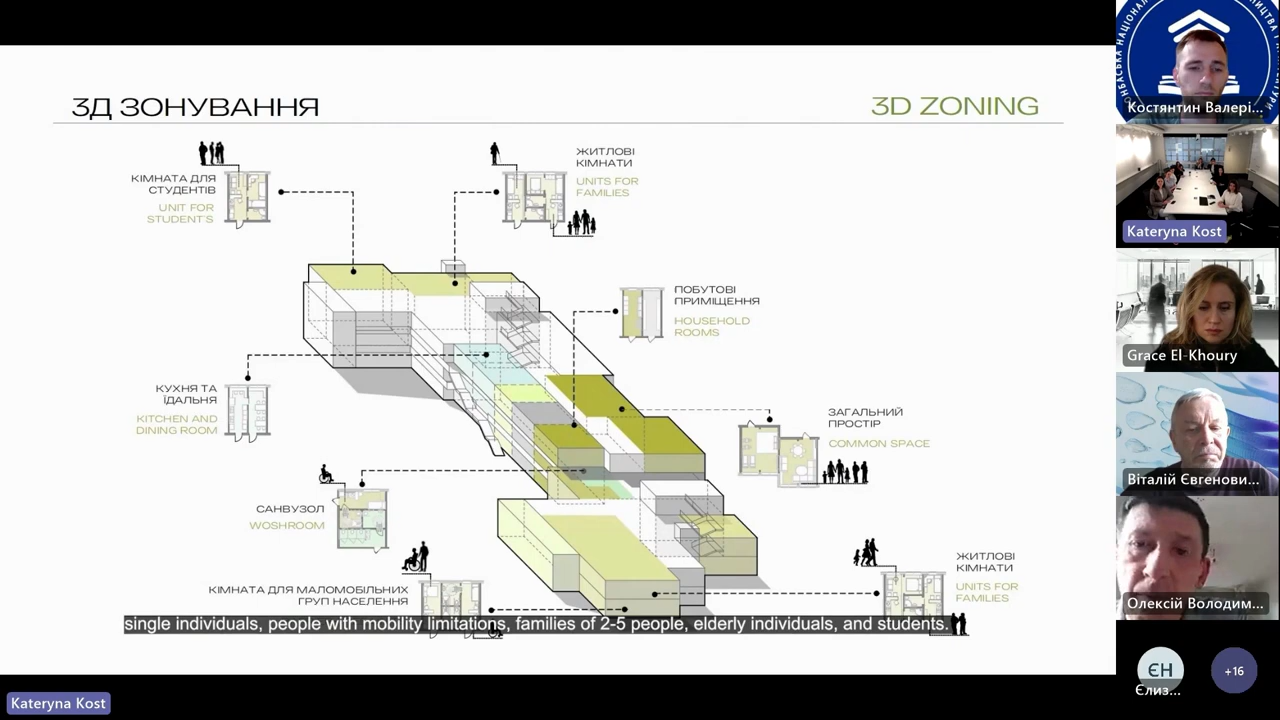 3Д ЗОНУВАННЯ
3D ZONING
КІМНАТА ДЛЯ
СТУДЕНТІВ
UNIT FOR
STUDENT'S
ЖИТЛОВІ
КІМНАТИ
UNITS FOR
FAMILIES
ПОБУТОВІ
ПРИМІЩЕННЯ
HOUSEHOLD
ROOMS
КУХНЯ ТА
ЇДАЛЬНЯ
KITCHEN AND
DINING ROOM
ЗАГАЛЬНИЙ
ПРОСТІР
COMMON SPACE
САНВУЗОЛ
WOSHROOM
КІМНАТА ДЛЯ МАЛОМОБІЛЬНИХ
ГРУП НАСЕЛЕННЯ
ЖИТЛОВІ
КІМНАТИ
UNITS FOR
FAMILIES
single individuals, people with mobility limitations, families of 2-5 people, elderly individuals, and students.
Kateryna Kost
Костянтин Валері...
Kateryna Kost
Grace El-Khoury
Віталій Євгенови...
Олексій Володим...
ЄН
Єлиз...
+16